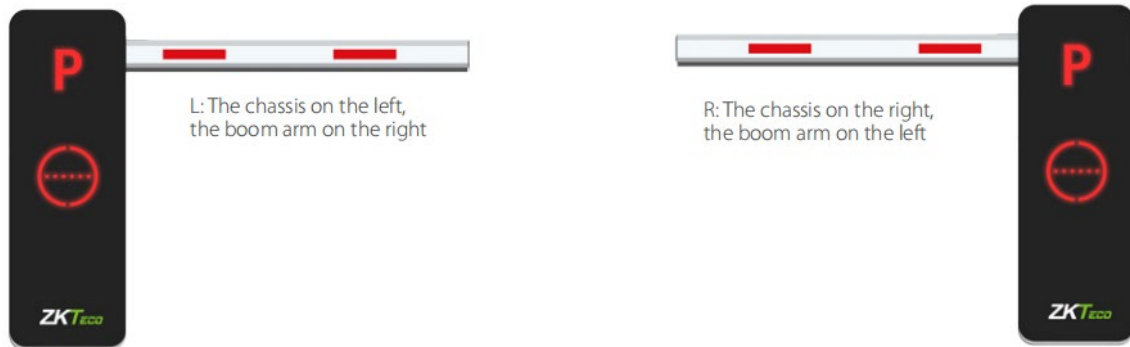 P
L: The chassis on the left,
the boom arm on the right
ZKTECO
R: The chassis on the right,
the boom arm on the left
P
ZKTECO